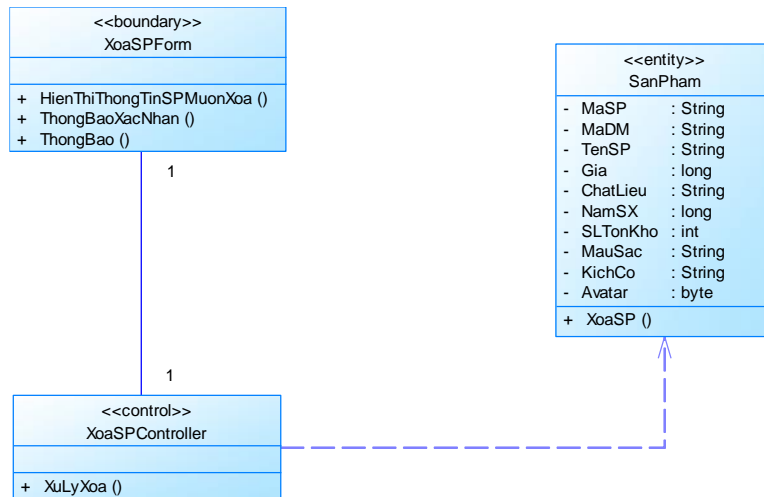 <<boundary>>
XoaSPForm
+ HienThiThongTinSPMuonXoa ()
+ ThongBaoXacNhan ()
+ ThongBao ()
1
1
<<control>>
XoaSPController
+ XuLyXoa ()
<<entity>>
SanPham
- MaSP : String
- MaDM : String
- TenSP : String
- Gia : long
- ChatLieu : String
- NamSX : long
- SLTonKho : int
- MauSac : String
- KichCo : String
- Avatar : byte
+ XoaSP ()